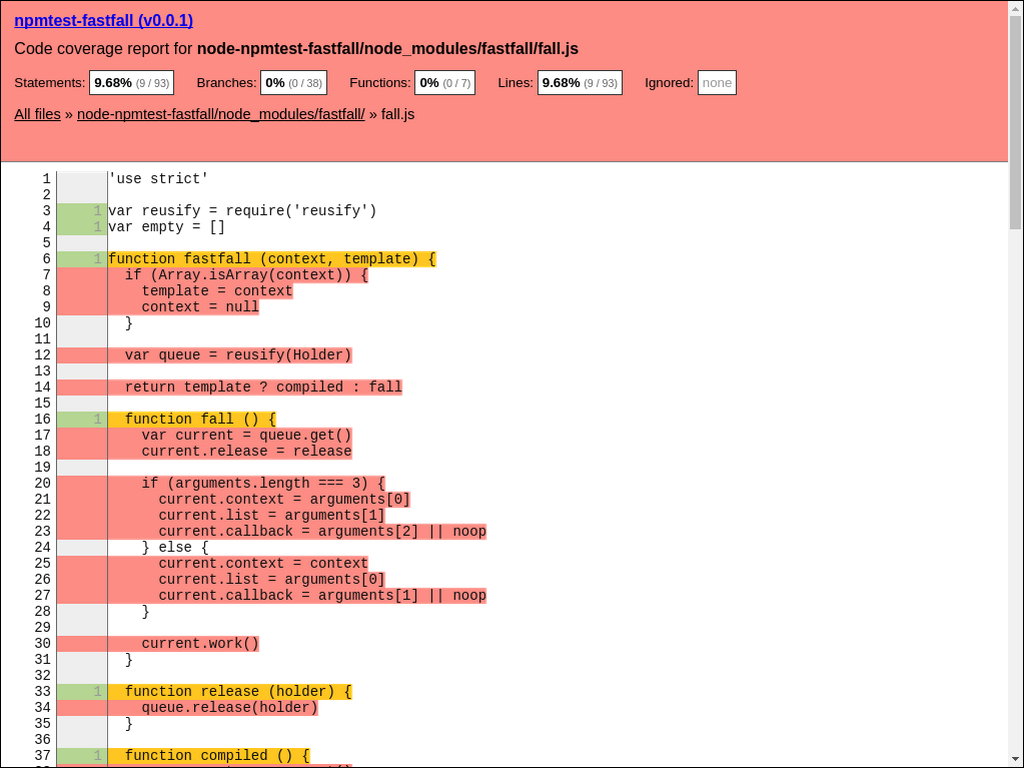 npmtest-fastfall (v0.0.1)
Code coverage report for node-npmtest-fastfall/node_modules/fastfall/fall.js
Statements: 9.68% (9 / 93) Branches: 0% (0 / 38) Functions: 0% (0 / 7) Lines: 9.68% (9 / 93) Ignored: none
All files » node-npmtest-fastfall/node_modules/fastfall/ » fall.js
1 'use strict'
2
3 1 var reusify = require('reusify')
4 1 var empty = []
5
6 1 function fastfall (context, template) {
7 if (Array.isArray(context)) {
8 template = context
9 context = null
10 }
11
12 var queue = reusify(Holder)
13
14 return template ? compiled : fall
15
16 1 function fall () {
17 var current = queue.get()
18 current.release = release
19
20 if (arguments.length === 3) {
21 current.context = arguments[0]
22 current.list = arguments[1]
23 current.callback = arguments[2] || noop
24 } else {
25 current.context = context
26 current.list = arguments[0]
27 current.callback = arguments[1] || noop
28 }
29
30 current.work()
31 }
32
33 1 function release (holder) {
34 queue.release(holder)
35 }
36
37 1 function compiled () {